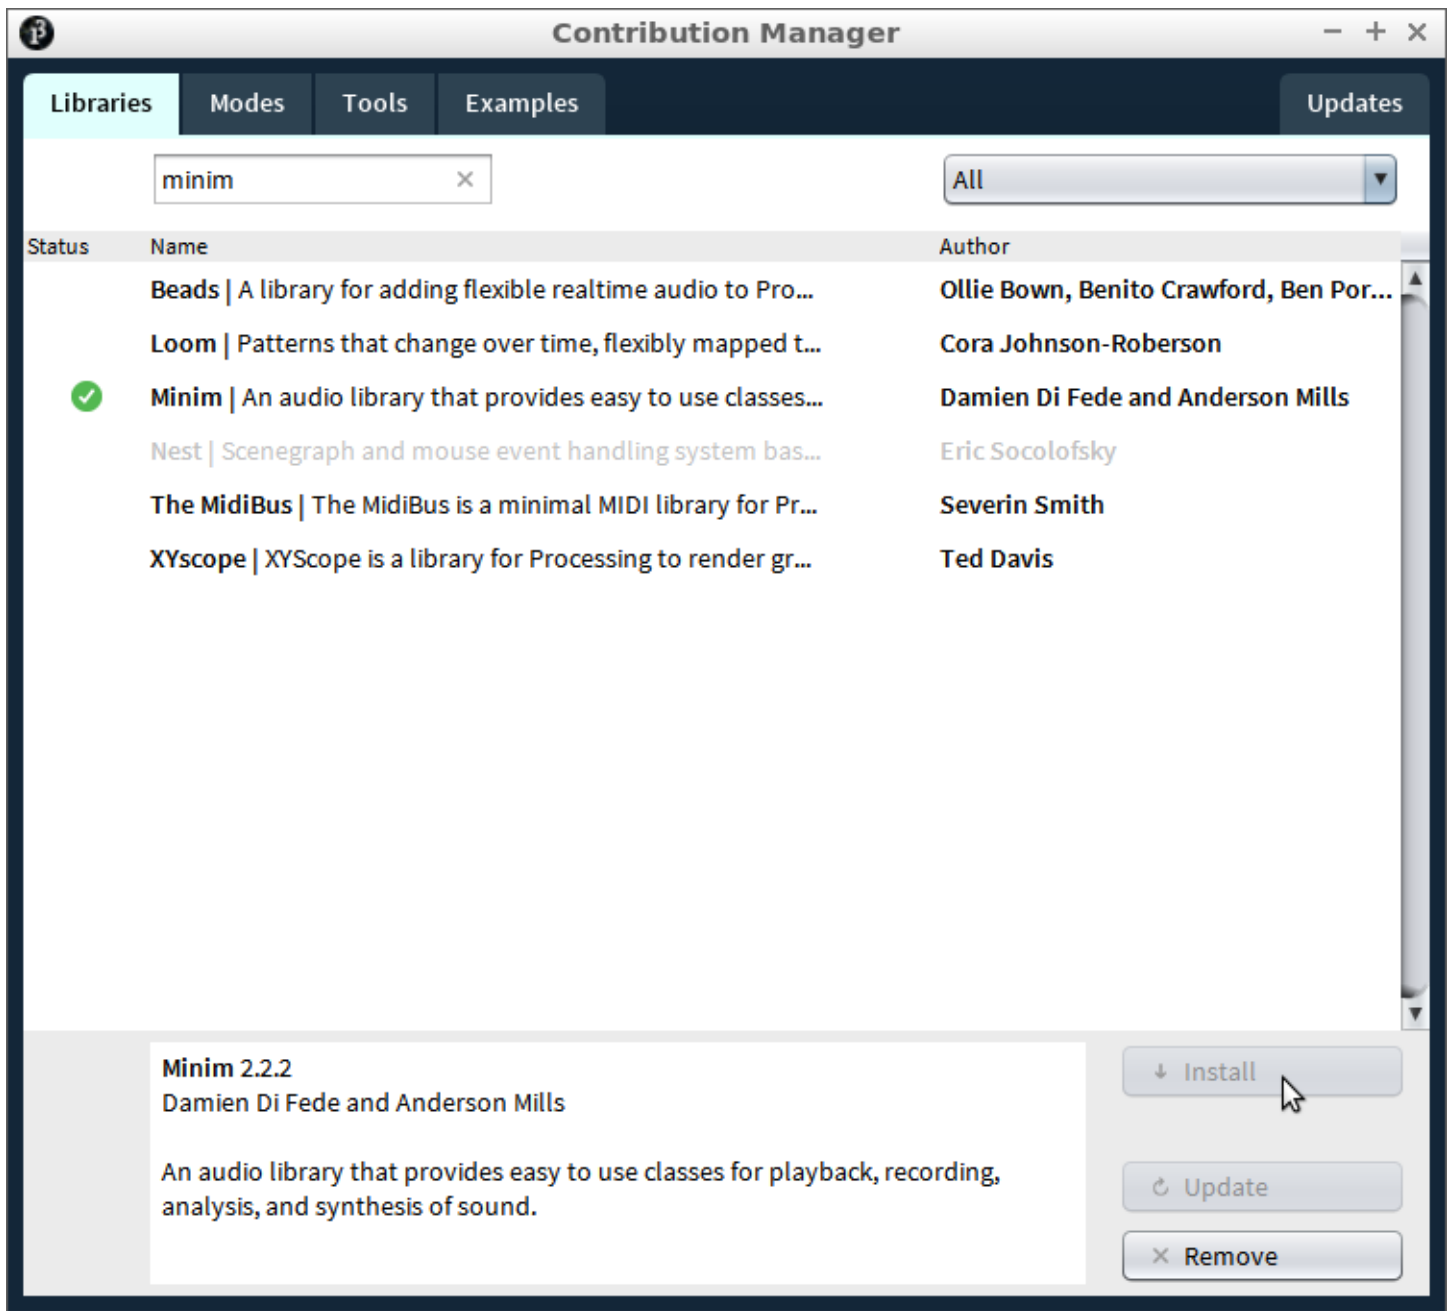 Contribution Manager
Libraries Modes Tools Examples Updates
minim All
Status Name Author
Beads | A library for adding flexible realtime audio to Pro... Ollie Bown, Benito Crawford, Ben Por...
Loom | Patterns that change over time, flexibly mapped t... Cora Johnson-Roberson
Minim | An audio library that provides easy to use classes... Damien Di Fede and Anderson Mills
Nest | Scenegraph and mouse event handling system bas... Eric Socolofsky
The MidiBus | The MidiBus is a minimal MIDI library for Pr... Severin Smith
XYscope | XYScope is a library for Processing to render gr... Ted Davis
Minim 2.2.2
Damien Di Fede and Anderson Mills
An audio library that provides easy to use classes for playback, recording,
analysis, and synthesis of sound.
Install
Update
Remove